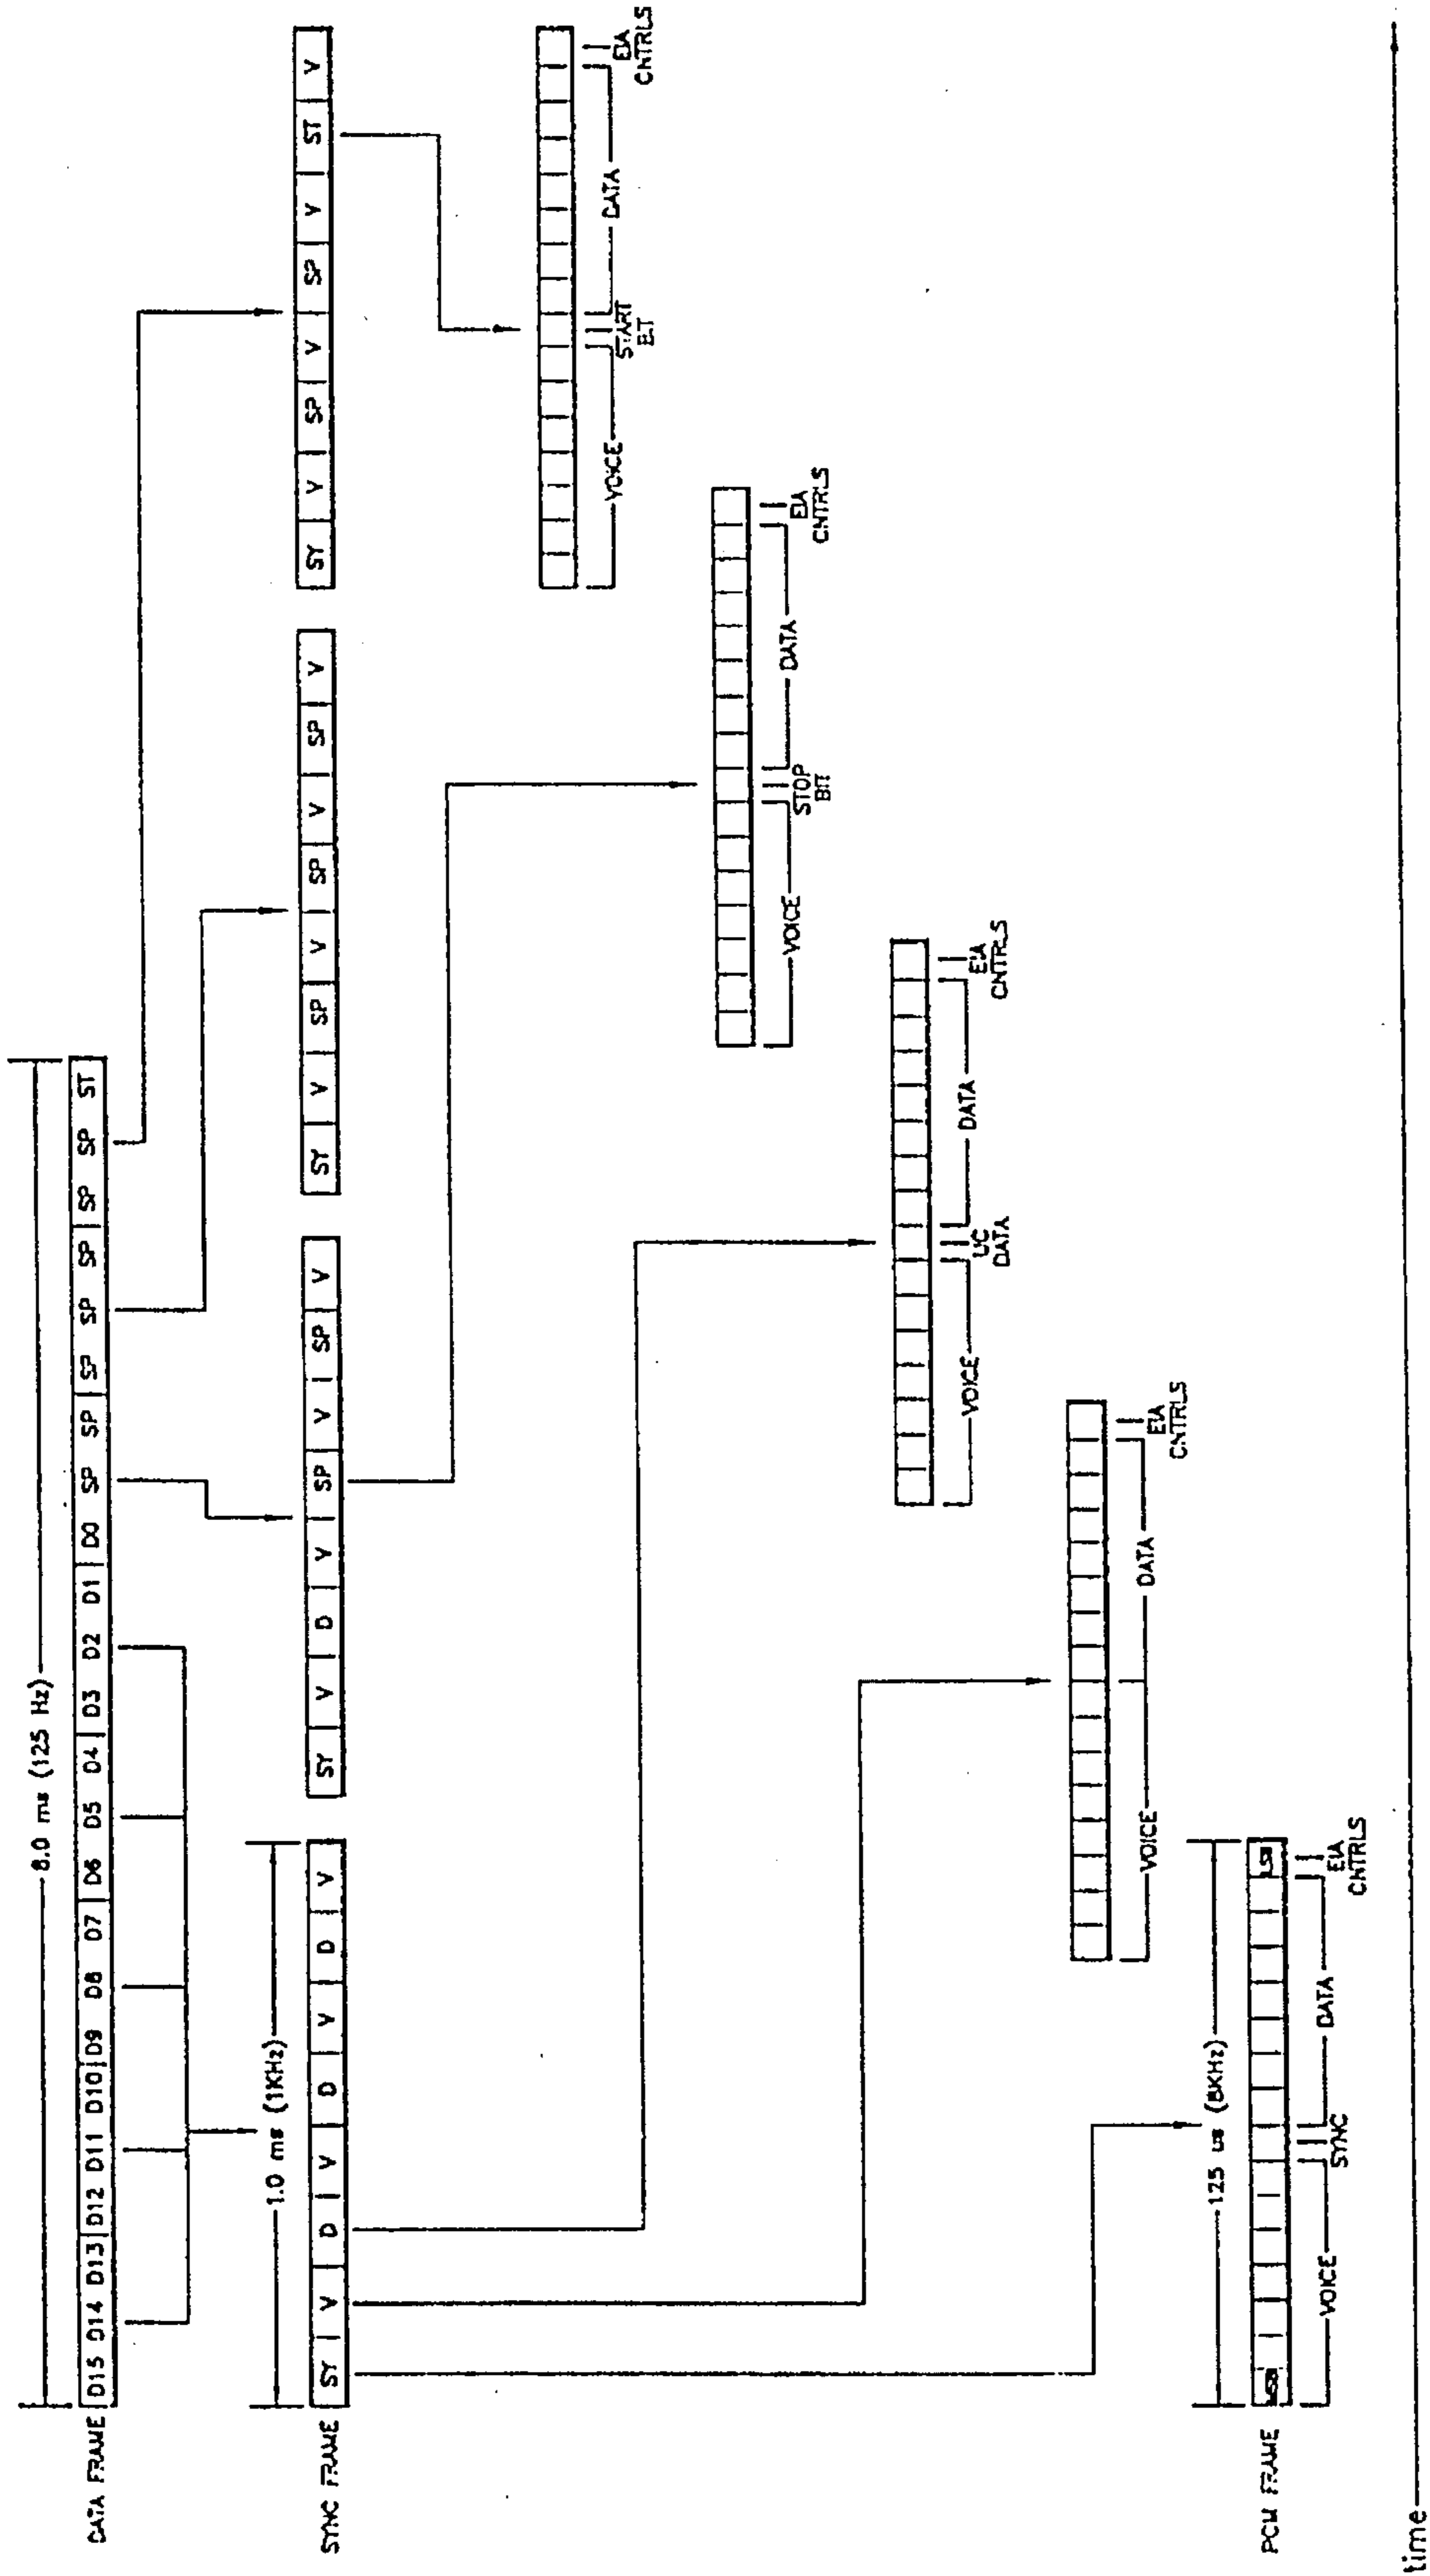 8.0 ms (125 Hz)
DATA FRAME D15 D14 D13 D12 D11 D10 D9 D8 D7 D6 D5 D4 D3 D2 D1 D0 SP SP SP SP SP SP SP ST
1.0 ms (1KHz)
SYNC FRAME SY V D V D V D V
SY V D V SP V SP V
SY V SP V SP V SP V
SY V SP V SP V ST V
VOICE START BIT DATA EIA CNTRLS
VOICE STOP BIT DATA EIA CNTRLS
VOICE UC DATA DATA EIA CNTRLS
VOICE DATA EIA CNTRLS
125 us (8KHz)
PCM FRAME
VOICE SYNC DATA EIA CNTRLS
time